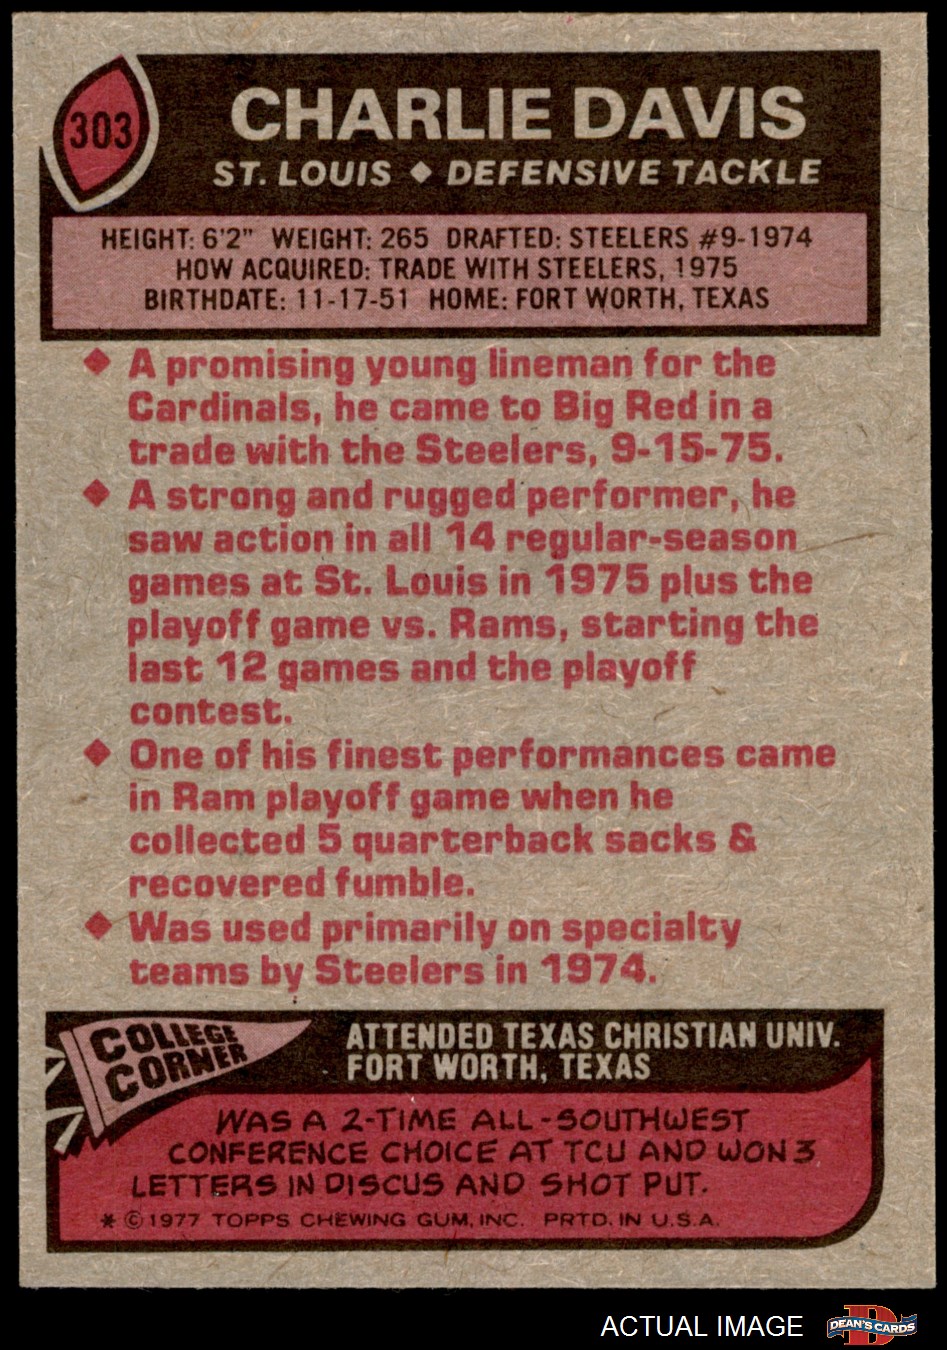 303
CHARLIE DAVIS
ST. LOUIS ◆ DEFENSIVE TACKLE
HEIGHT: 6'2" WEIGHT: 265 DRAFTED: STEELERS #9-1974
HOW ACQUIRED: TRADE WITH STEELERS, 1975
BIRTHDATE: 11-17-51 HOME: FORT WORTH, TEXAS
◆ A promising young lineman for the
Cardinals, he came to Big Red in a
trade with the Steelers, 9-15-75.
◆ A strong and rugged performer, he
saw action in all 14 regular-season
games at St. Louis in 1975 plus the
playoff game vs. Rams, starting the
last 12 games and the playoff
contest.
◆ One of his finest performances came
in Ram playoff game when he
collected 5 quarterback sacks &
recovered fumble.
◆ Was used primarily on specialty
teams by Steelers in 1974.
COLLEGE
CORNER
ATTENDED TEXAS CHRISTIAN UNIV.
FORT WORTH, TEXAS
WAS A 2-TIME ALL-SOUTHWEST
CONFERENCE CHOICE AT TCU AND WON 3
LETTERS IN DISCUS AND SHOT PUT.
* © 1977 TOPPS CHEWING GUM, INC. PRTD. IN U.S.A.
ACTUAL IMAGE
D
DEAN'S CARDS